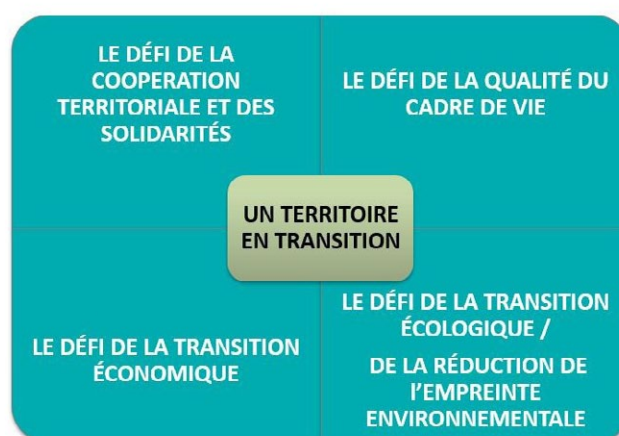 LE DÉFI DE LA
COOPERATION
TERRITORIALE ET DES
SOLIDARITÉS
LE DÉFI DE LA QUALITÉ DU
CADRE DE VIE
UN TERRITOIRE
EN TRANSITION
LE DÉFI DE LA TRANSITION
ÉCONOMIQUE
LE DÉFI DE LA TRANSITION
ÉCOLOGIQUE /
DE LA RÉDUCTION DE
l’EMPREINTE
ENVIRONNEMENTALE